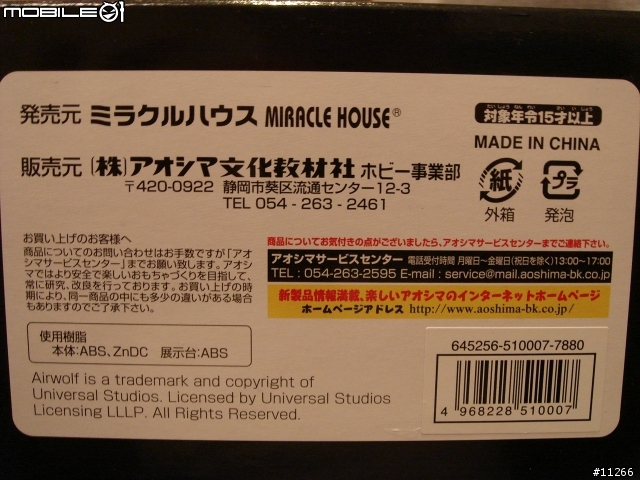 MOBILE01
発売元 ミラクルハウス MIRACLE HOUSE®
対象年令15才以上
MADE IN CHINA
販売元 (株)アオシマ文化教材社 ホビー事業部
〒420-0922 静岡市葵区流通センター12-3
TEL 054-263-2461
紙
外箱
プラ
発泡
お買い上げのお客様へ
商品についてのお問い合わせはお手数ですが「アオ
シマサービスセンター」までお願い致します。アオシ
マではより安全で楽しいおもちゃづくりを目指して、
常に研究、改良を行っております。お買い上げの時
期により、同一商品の中にも多少の違いがある場合
もありますのでご了承下さい。
商品についてお気付きの点がございましたら、アオシマサービスセンターまでご連絡下さい。
アオシマサービスセンター 電話受付時間 月曜日〜金曜日(祝日を除く)13:00〜17:00
TEL : 054-263-2595 E-mail : service@mail.aoshima-bk.co.jp
新製品情報満載、楽しいアオシマのインターネットホームページ
ホームページアドレス http://www.aoshima-bk.co.jp/
使用樹脂
本体:ABS、ZnDC 展示台:ABS
Airwolf is a trademark and copyright of
Universal Studios. Licensed by Universal Studios
Licensing LLLP. All Rights Reserved.
645256-510007-7880
4 968228 510007
#11266